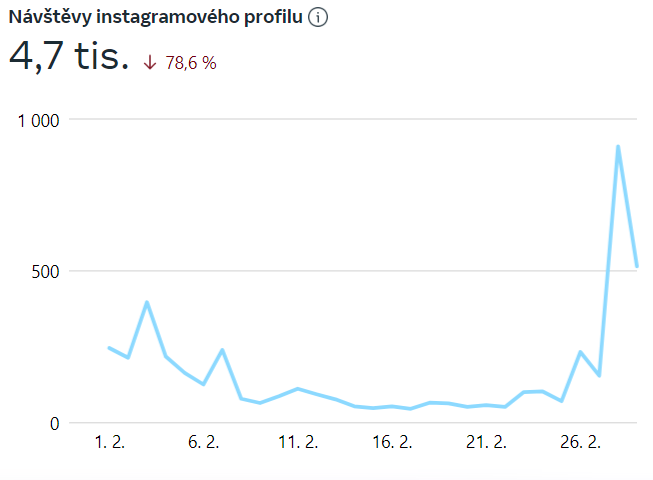 Návštěvy instagramového profilu
4,7 tis. ↓ 78,6 %
1 000
500
0
1. 2. 6. 2. 11. 2. 16. 2. 21. 2. 26. 2.